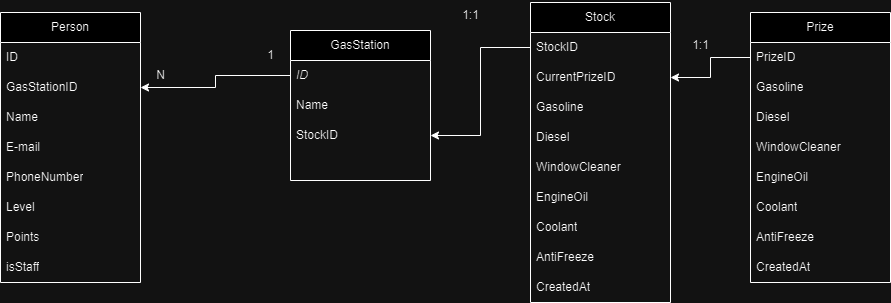 Person
ID
GasStationID
Name
E-mail
PhoneNumber
Level
Points
isStaff
N
1
GasStation
ID
Name
StockID
1:1
Stock
StockID
CurrentPrizeID
Gasoline
Diesel
WindowCleaner
EngineOil
Coolant
AntiFreeze
CreatedAt
1:1
Prize
PrizeID
Gasoline
Diesel
WindowCleaner
EngineOil
Coolant
AntiFreeze
CreatedAt